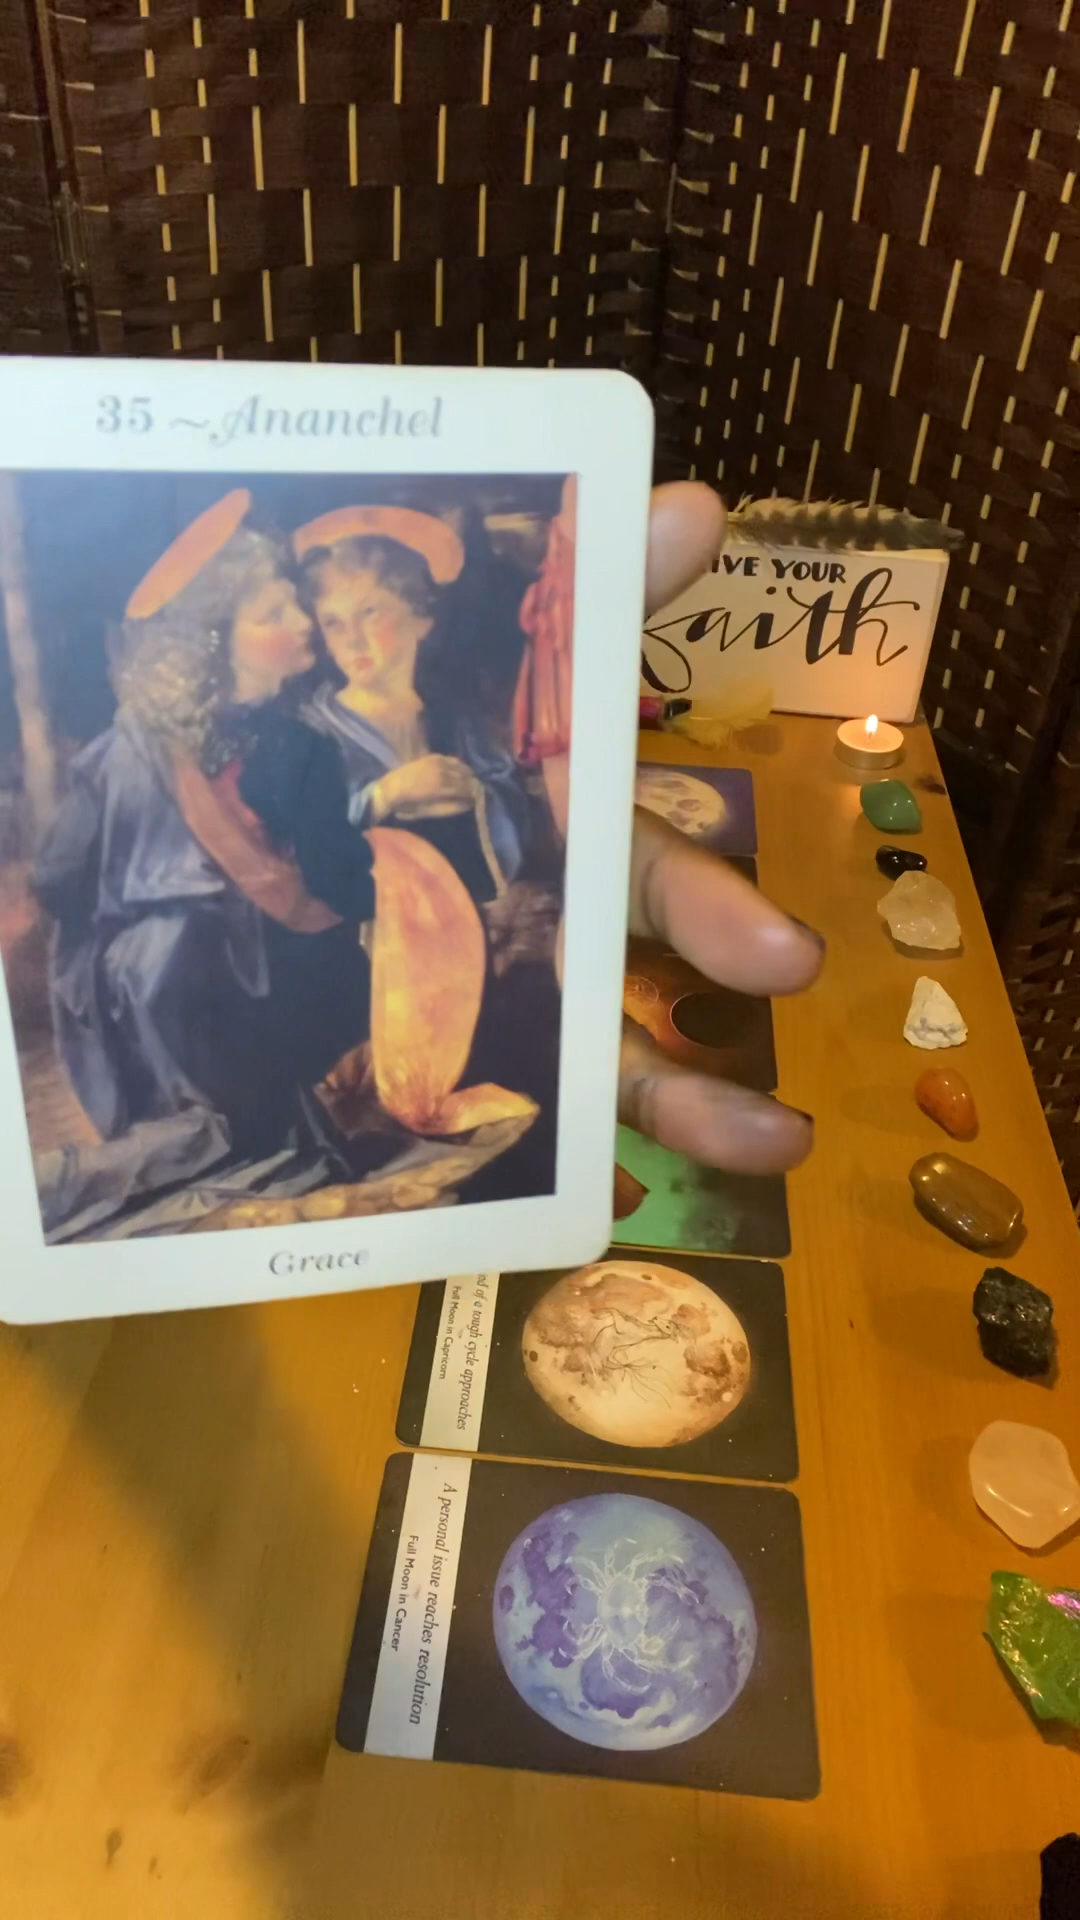 35 ~ Ananchel
Grace
IVE YOUR
faith
nd of a tough cycle approaches
Full Moon in Capricorn
A personal issue reaches resolution
Full Moon in Cancer